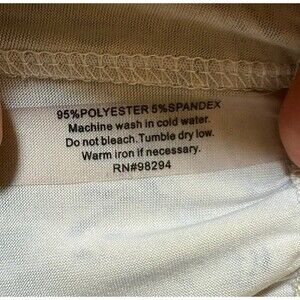 95%POLYESTER 5%SPANDEX
Machine wash in cold water.
Do not bleach.Tumble dry low.
Warm iron if necessary.
RN#98294